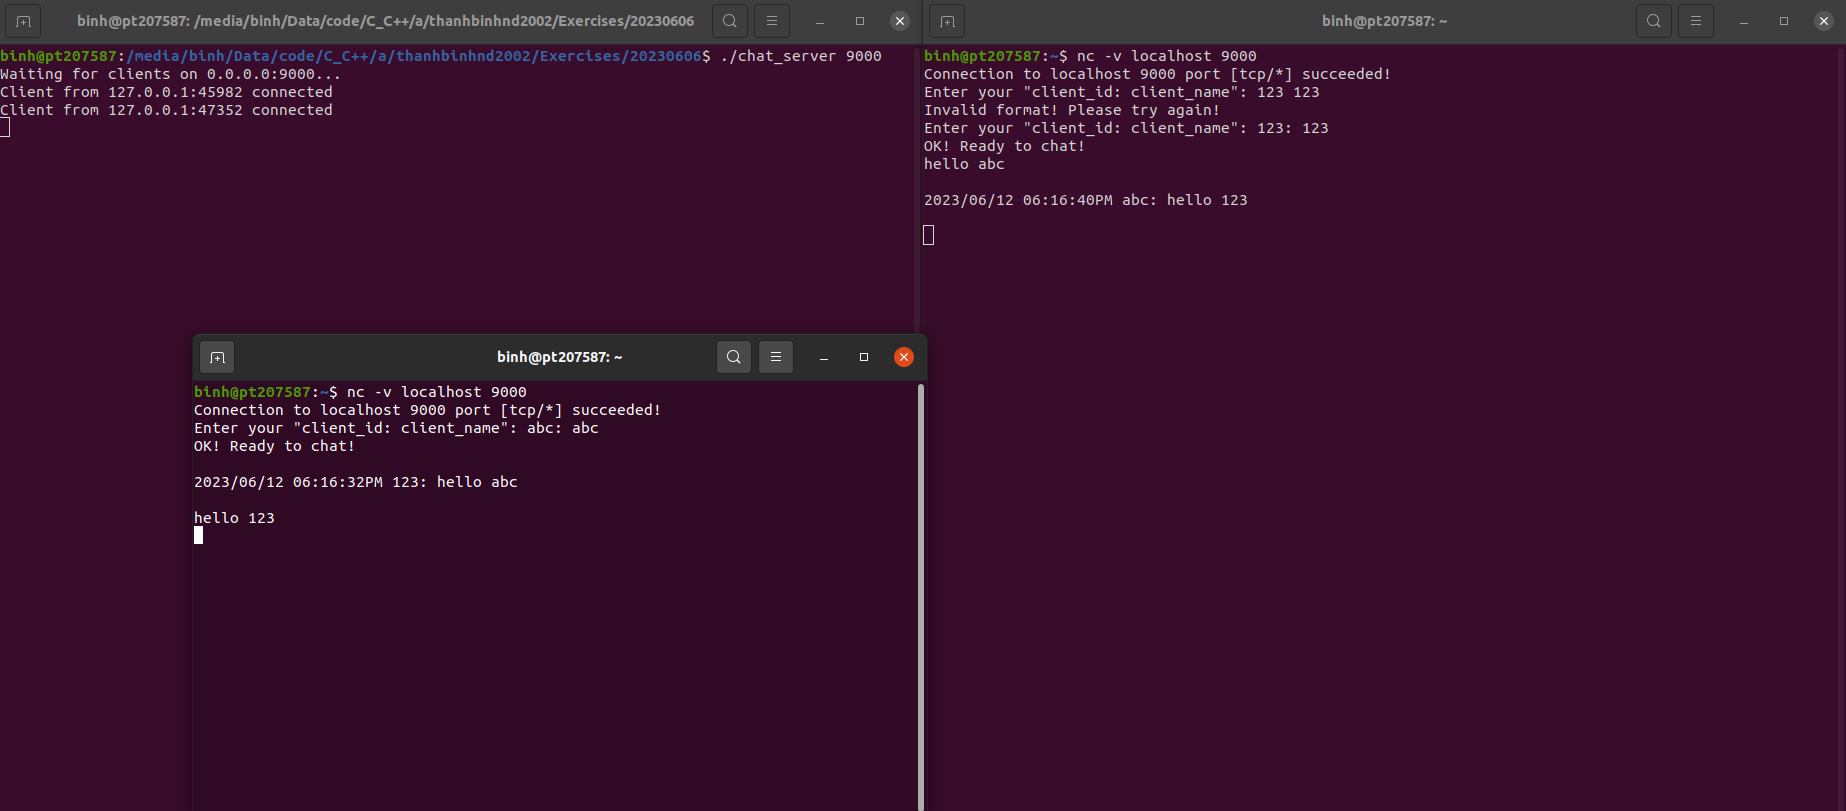 binh@pt207587: /media/binh/Data/code/C_C++/a/thanhbinhnd2002/Exercises/20230606
binh@pt207587:/media/binh/Data/code/C_C++/a/thanhbinhnd2002/Exercises/20230606$ ./chat_server 9000
Waiting for clients on 0.0.0.0:9000...
Client from 127.0.0.1:45982 connected
Client from 127.0.0.1:47352 connected
binh@pt207587: ~
binh@pt207587:~$ nc -v localhost 9000
Connection to localhost 9000 port [tcp/*] succeeded!
Enter your "client_id: client_name": 123 123
Invalid format! Please try again!
Enter your "client_id: client_name": 123: 123
OK! Ready to chat!
hello abc
2023/06/12 06:16:40PM abc: hello 123
binh@pt207587: ~
binh@pt207587:~$ nc -v localhost 9000
Connection to localhost 9000 port [tcp/*] succeeded!
Enter your "client_id: client_name": abc: abc
OK! Ready to chat!
2023/06/12 06:16:32PM 123: hello abc
hello 123